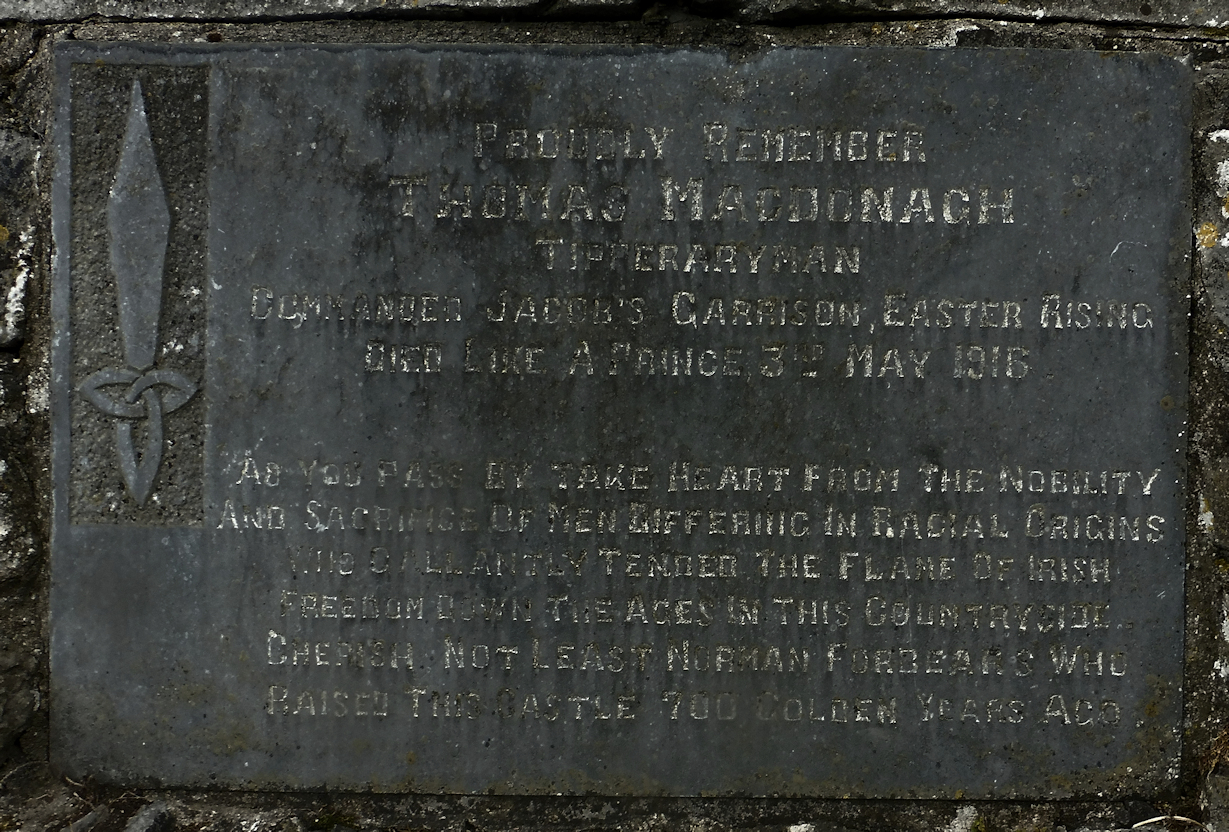 PROUDLY REMEMBER
THOMAS MACDONAGH
TIPPERARYMAN
COMMANDED JACOB'S GARRISON, EASTER RISING
DIED LIKE A PRINCE, 3RD MAY 1916.
"AS YOU PASS BY TAKE HEART FROM THE NOBILITY
AND SACRIFICE OF MEN DIFFERING IN RACIAL ORIGINS
WHO GALLANTLY TENDED THE FLAME OF IRISH
FREEDOM DOWN THE AGES IN THIS COUNTRYSIDE..
CHERISH NOT LEAST NORMAN FORBEARS WHO
RAISED THIS CASTLE 700 GOLDEN YEARS AGO.